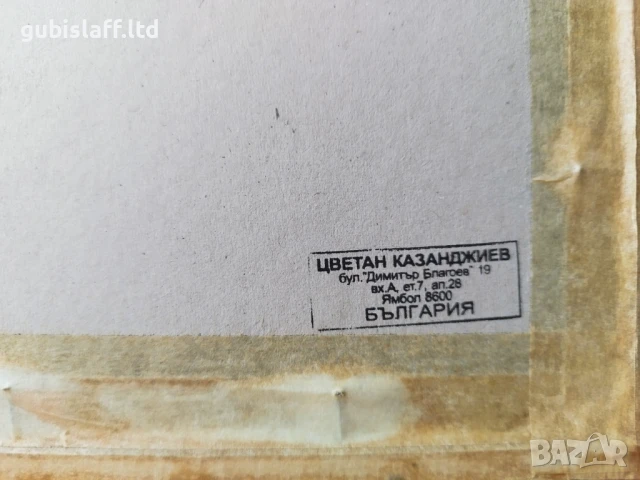 gubislaff.ltd
ЦВЕТАН КАЗАНДЖИЕВ
бул."Димитър Благоев" 19
вх.А, ет.7, ап.28
Ямбол 8600
БЪЛГАРИЯ
BAZAR